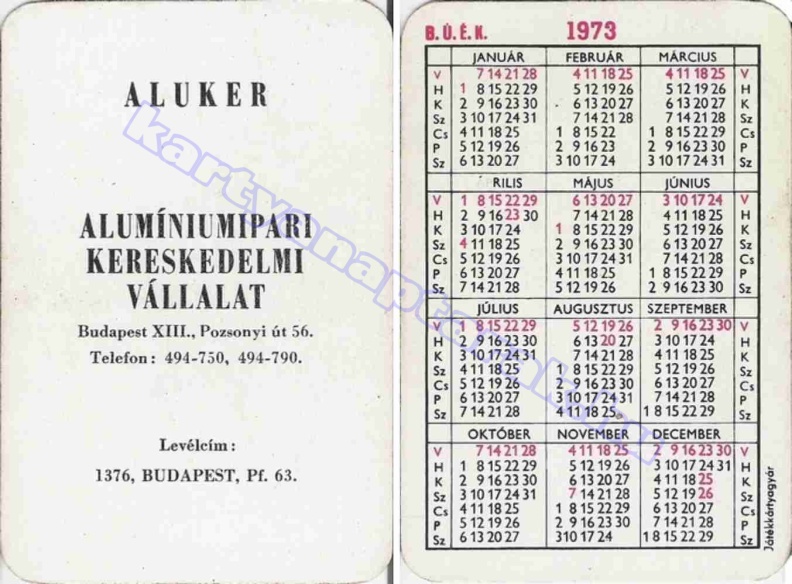 ALUKER
ALUMÍNIUMIPARI
KERESKEDELMI
VÁLLALAT
Budapest XIII., Pozsonyi út 56.
Telefon: 494-750, 494-790.
Levélcím:
1376, BUDAPEST, Pf. 63.
B. Ú. É. K. 1973
JANUÁR FEBRUÁR MÁRCIUS
V 7 14 21 28 4 11 18 25 4 11 18 25 V
H 1 8 15 22 29 5 12 19 26 5 12 19 26 H
K 2 9 16 23 30 6 13 20 27 6 13 20 27 K
Sz 3 10 17 24 31 7 14 21 28 7 14 21 28 Sz
Cs 4 11 18 25 1 8 15 22 1 8 15 22 29 Cs
P 5 12 19 26 2 9 16 23 2 9 16 23 30 P
Sz 6 13 20 27 3 10 17 24 3 10 17 24 31 Sz
RILIS MÁJUS JÚNIUS
V 1 8 15 22 29 6 13 20 27 3 10 17 24 V
H 2 9 16 23 30 7 14 21 28 4 11 18 25 H
K 3 10 17 24 1 8 15 22 29 5 12 19 26 K
Sz 4 11 18 25 2 9 16 23 30 6 13 20 27 Sz
Cs 5 12 19 26 3 10 17 24 31 7 14 21 28 Cs
P 6 13 20 27 4 11 18 25 1 8 15 22 29 P
Sz 7 14 21 28 5 12 19 26 2 9 16 23 30 Sz
JÚLIUS AUGUSZTUS SZEPTEMBER
V 1 8 15 22 29 5 12 19 26 2 9 16 23 30 V
H 9 16 23 30 6 13 20 27 3 10 17 24 H
K 3 10 17 24 31 7 14 21 28 4 11 18 25 K
Sz 4 11 18 25 1 8 15 22 29 5 12 19 26 Sz
Cs 5 12 19 26 2 9 16 23 30 6 13 20 27 Cs
P 6 13 20 27 3 10 17 24 31 7 14 21 28 P
Sz 7 14 21 28 4 11 18 25 1 8 15 22 29 Sz
OKTÓBER NOVEMBER DECEMBER
V 7 14 21 28 4 11 18 25 2 9 16 23 30 V
H 1 8 15 22 29 5 12 19 26 3 10 17 24 31 H
K 2 9 16 23 30 6 13 20 27 4 11 18 25 K
Sz 3 10 17 24 31 7 14 21 28 5 12 19 26 Sz
Cs 4 11 18 25 1 8 15 22 29 6 13 20 27 Cs
P 5 12 19 26 2 9 16 23 30 7 14 21 28 P
Sz 6 13 20 27 3 10 17 24 1 8 15 22 29 Sz
Játékkártyagyár